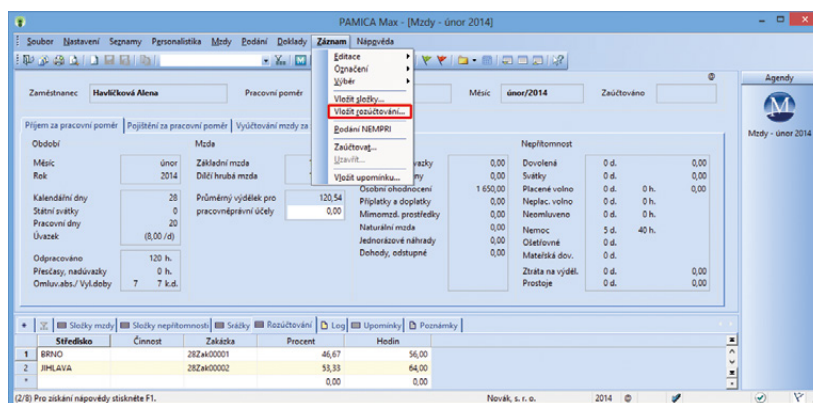 PAMICA Max - [Mzdy - únor 2014]
Soubor Nastavení Seznamy Personalistika Mzdy Podání Doklady Záznam Nápověda
Editace
Označení
Výběr
Vložit složky...
Vložit rozúčtování...
Podání NEMPRI
Zaúčtovat...
Uzavřít...
Vložit upomínku...
Agendy
Mzdy - únor 2014
Zaměstnanec Havlíčková Alena Pracovní poměr Měsíc únor/2014 Zaúčtováno
Příjem za pracovní poměr Pojištění za pracovní poměr Vyúčtování mzdy za
Období Mzda Nepřítomnost
Měsíc únor Základní mzda 0,00 Dovolená 0 d. 0,00
Rok 2014 Dílčí hrubá mzda 0,00 Svátky 0 d. 0,00
Osobní ohodnocení 1 650,00 Placené volno 0 d. 0 h. 0,00
Kalendářní dny 28 Průměrný výdělek pro 120,54 Příplatky a doplatky 0,00 Neplac. volno 0 d. 0 h.
Státní svátky 0 pracovněprávní účely 0,00 Mimomzd. prostředky 0,00 Neomluveno 0 d. 0 h.
Pracovní dny 20 Naturální mzda 0,00 Nemoc 5 d. 40 h.
Úvazek (8,00 /d) Jednorázové náhrady 0,00 Ošetřovné 0 d.
Dohody, odstupné 0,00 Mateřská dov. 0 d.
Odpracováno 120 h.
Přesčasy, nadúvazky 0 h. Ztráta na výděl. 0 d. 0,00
Omluv.abs./ Vyl.doby 7 7 k.d. Prostoje 0 d. 0,00
Složky mzdy Složky nepřítomnosti Srážky Rozúčtování Log Upomínky Poznámky
Středisko Činnost Zakázka Procent Hodin
1 BRNO 28Zak00001 46,67 56,00
2 JIHLAVA 28Zak00002 53,33 64,00
* 0,00 0,00
(2/8) Pro získání nápovědy stiskněte F1. Novák, s. r. o. 2014